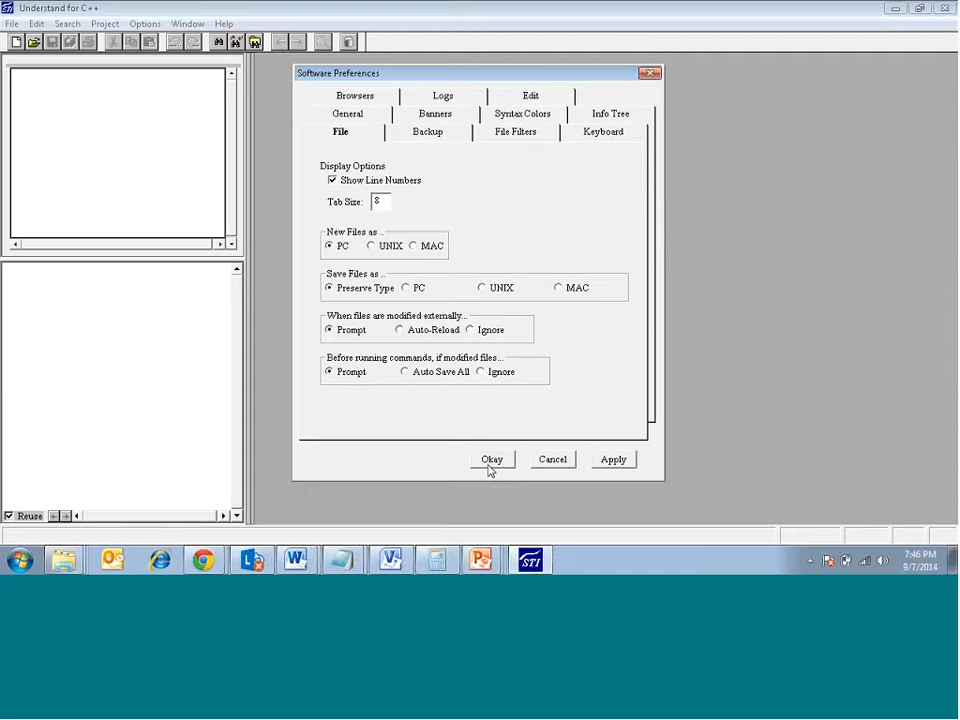 STI Understand for C++
File Edit Search Project Options Window Help
Software Preferences
Browsers Logs Edit
General Banners Syntax Colors Info Tree
File Backup File Filters Keyboard
Display Options
Show Line Numbers
Tab Size: 8
New Files as ..
PC UNIX MAC
Save Files as ..
Preserve Type PC UNIX MAC
When files are modified externally...
Prompt Auto-Reload Ignore
Before running commands, if modified files...
Prompt Auto Save All Ignore
Okay Cancel Apply
Reuse
STI
7:46 PM
9/7/2014